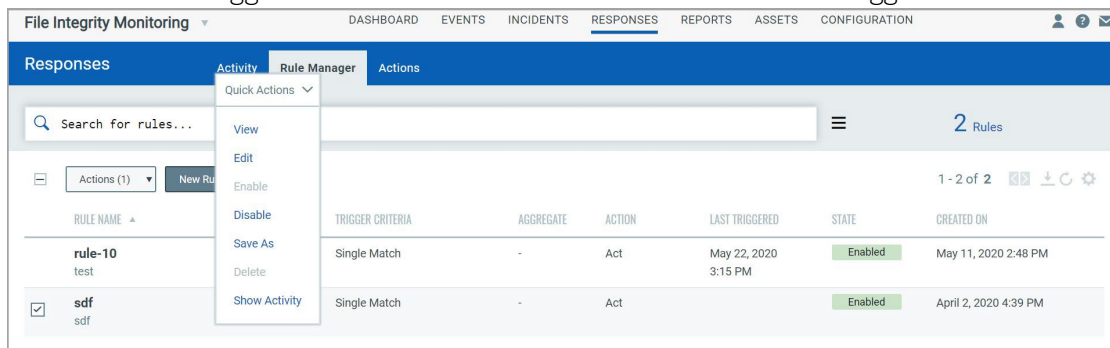 File Integrity Monitoring DASHBOARD EVENTS INCIDENTS RESPONSES REPORTS ASSETS CONFIGURATION
Responses Activity Rule Manager Actions
Quick Actions
Search for rules... 2 Rules
View
Edit
Actions (1) New Ru 1 - 2 of 2
Enable
Disable
RULE NAME TRIGGER CRITERIA AGGREGATE ACTION LAST TRIGGERED STATE CREATED ON
Save As
rule-10 Single Match - Act May 22, 2020 Enabled May 11, 2020 2:48 PM
test 3:15 PM
Delete
Show Activity
sdf Single Match - Act Enabled April 2, 2020 4:39 PM
sdf